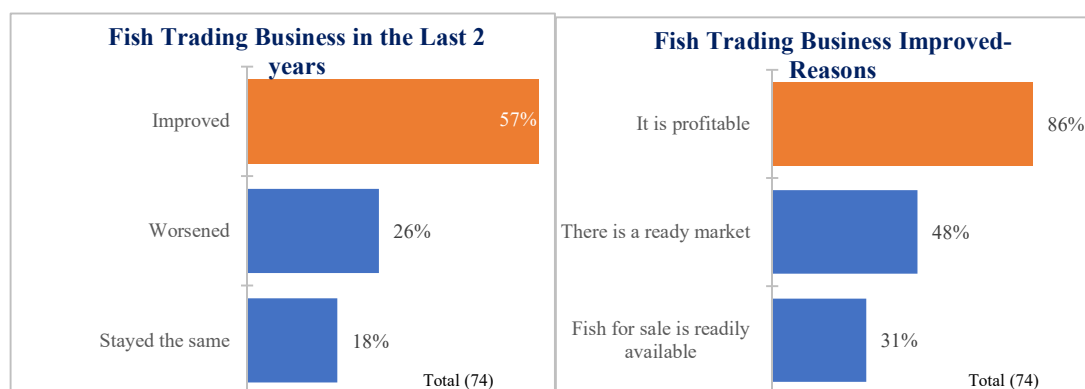 Fish Trading Business in the Last 2
years
Improved
57%
Worsened
26%
Stayed the same
18%
Total (74)
Fish Trading Business Improved-
Reasons
It is profitable
86%
There is a ready market
48%
Fish for sale is readily
available
31%
Total (74)